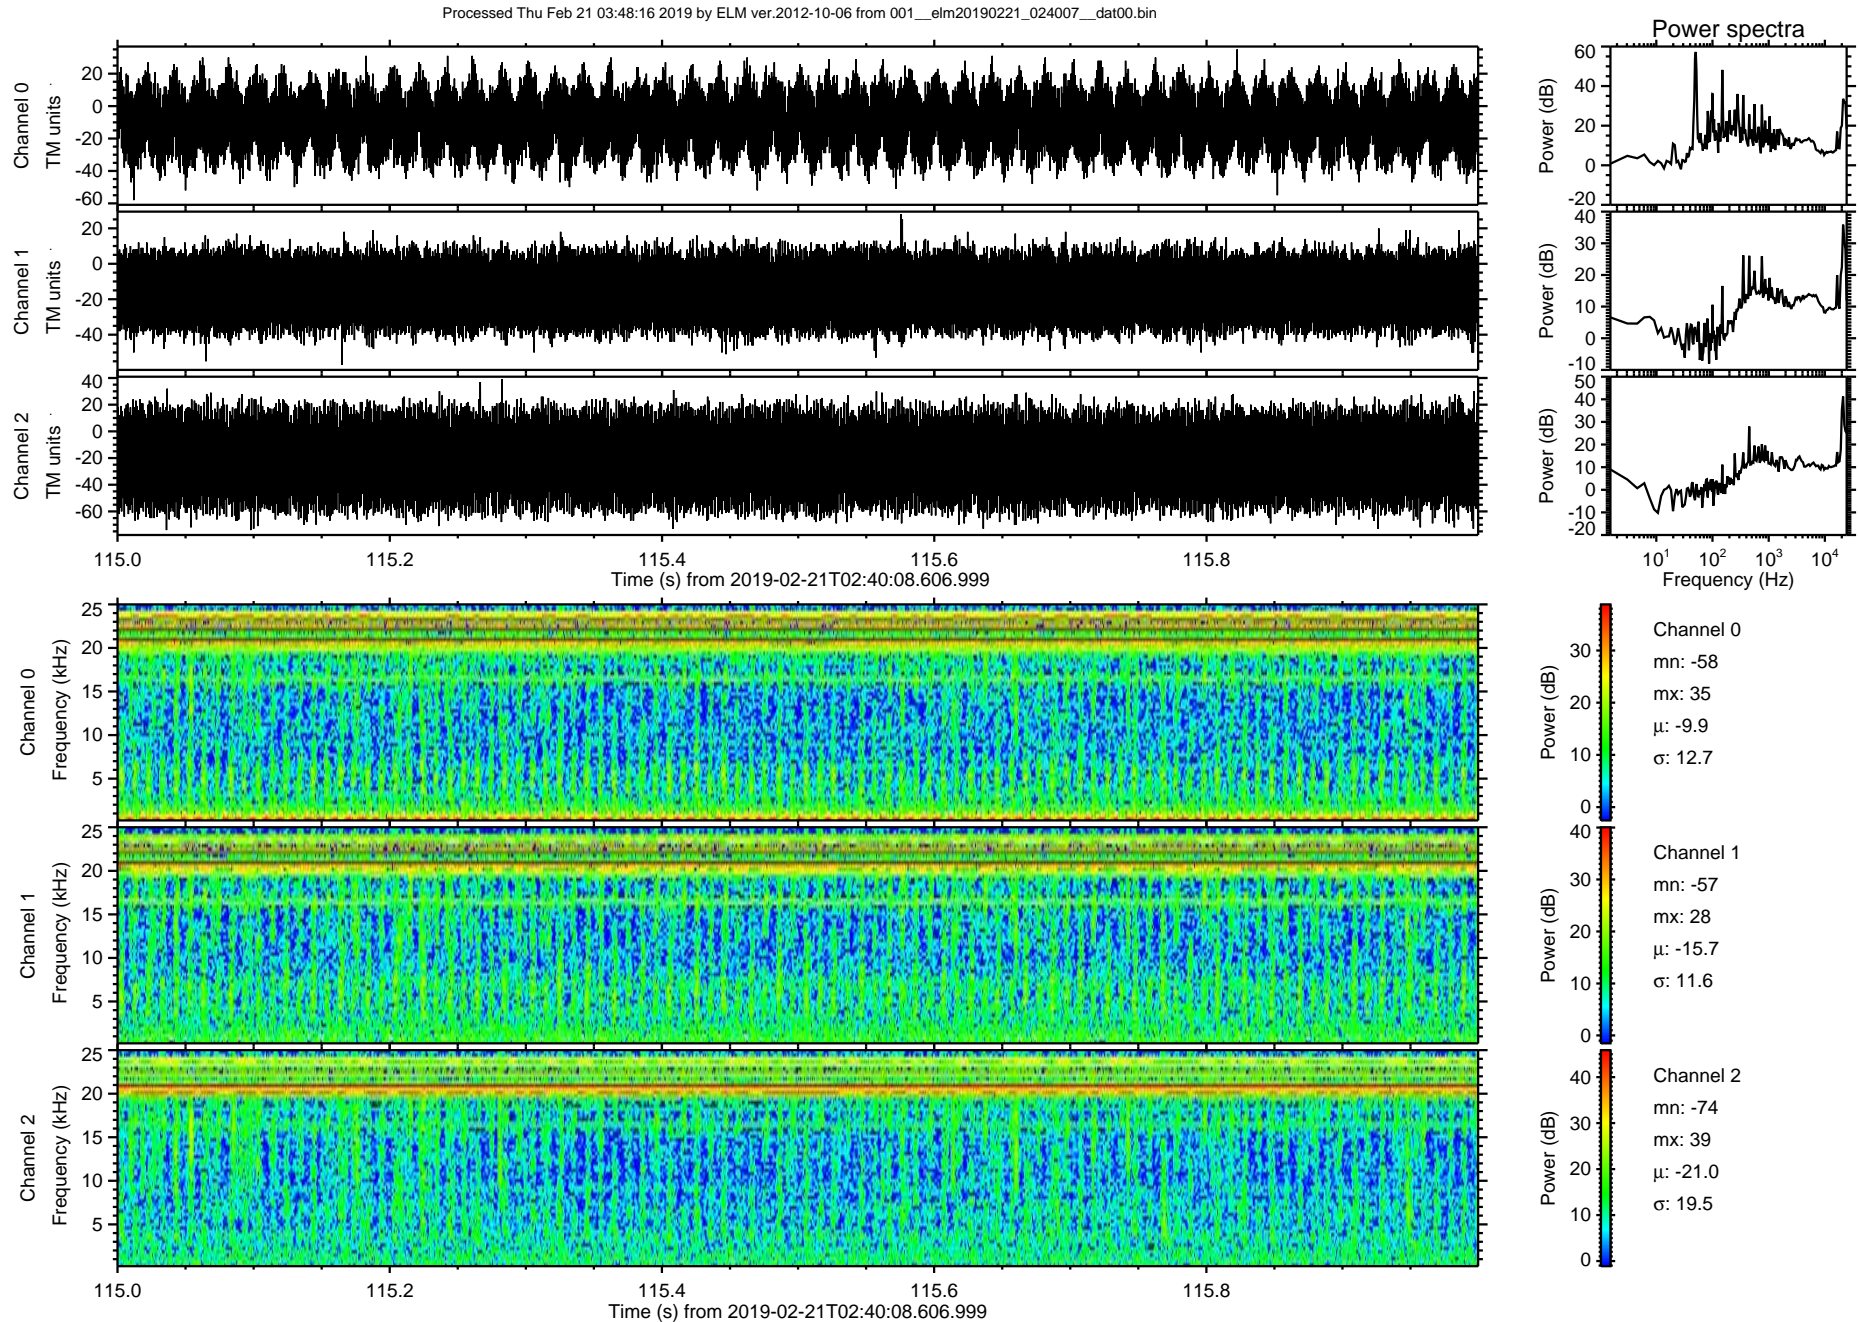 Processed Thu Feb 21 03:48:16 2019 by ELM ver.2012-10-06 from 001__elm20190221_024007__dat00.bin
Power spectra
Channel 0
TM units
20
0
-20
-40
-60
Power (dB)
60
40
20
0
-20
Channel 1
TM units
20
0
-20
-40
Power (dB)
40
30
20
10
0
-10
Channel 2
TM units
40
20
0
-20
-40
-60
Power (dB)
50
40
30
20
10
0
-10
-20
115.0 115.2 115.4 115.6 115.8
Time (s) from 2019-02-21T02:40:08.606.999
10¹ 10² 10³ 10⁴
Frequency (Hz)
Channel 0
Frequency (kHz)
25
20
15
10
5
Power (dB)
30
20
10
0
Channel 0
mn: -58
mx: 35
μ: -9.9
σ: 12.7
Channel 1
Frequency (kHz)
25
20
15
10
5
Power (dB)
40
30
20
10
0
Channel 1
mn: -57
mx: 28
μ: -15.7
σ: 11.6
Channel 2
Frequency (kHz)
25
20
15
10
5
Power (dB)
40
30
20
10
0
Channel 2
mn: -74
mx: 39
μ: -21.0
σ: 19.5
115.0 115.2 115.4 115.6 115.8
Time (s) from 2019-02-21T02:40:08.606.999